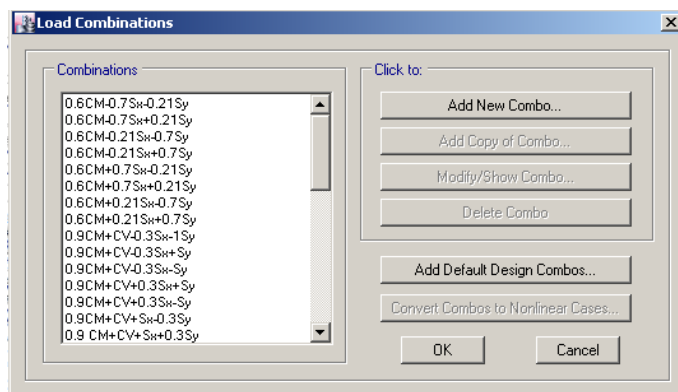 Load Combinations
Combinations
0.6CM-0.7Sx-0.21Sy
0.6CM-0.7Sx+0.21Sy
0.6CM-0.21Sx-0.7Sy
0.6CM-0.21Sx+0.7Sy
0.6CM+0.7Sx-0.21Sy
0.6CM+0.7Sx+0.21Sy
0.6CM+0.21Sx-0.7Sy
0.6CM+0.21Sx+0.7Sy
0.9CM+CV-0.3Sx-1Sy
0.9CM+CV-0.3Sx+Sy
0.9CM+CV-0.3Sx-Sy
0.9CM+CV+0.3Sx+Sy
0.9CM+CV+0.3Sx-Sy
0.9CM+CV+Sx-0.3Sy
0.9 CM+CV+Sx+0.3Sy
Click to:
Add New Combo...
Add Copy of Combo...
Modify/Show Combo...
Delete Combo
Add Default Design Combos...
Convert Combos to Nonlinear Cases...
OK
Cancel